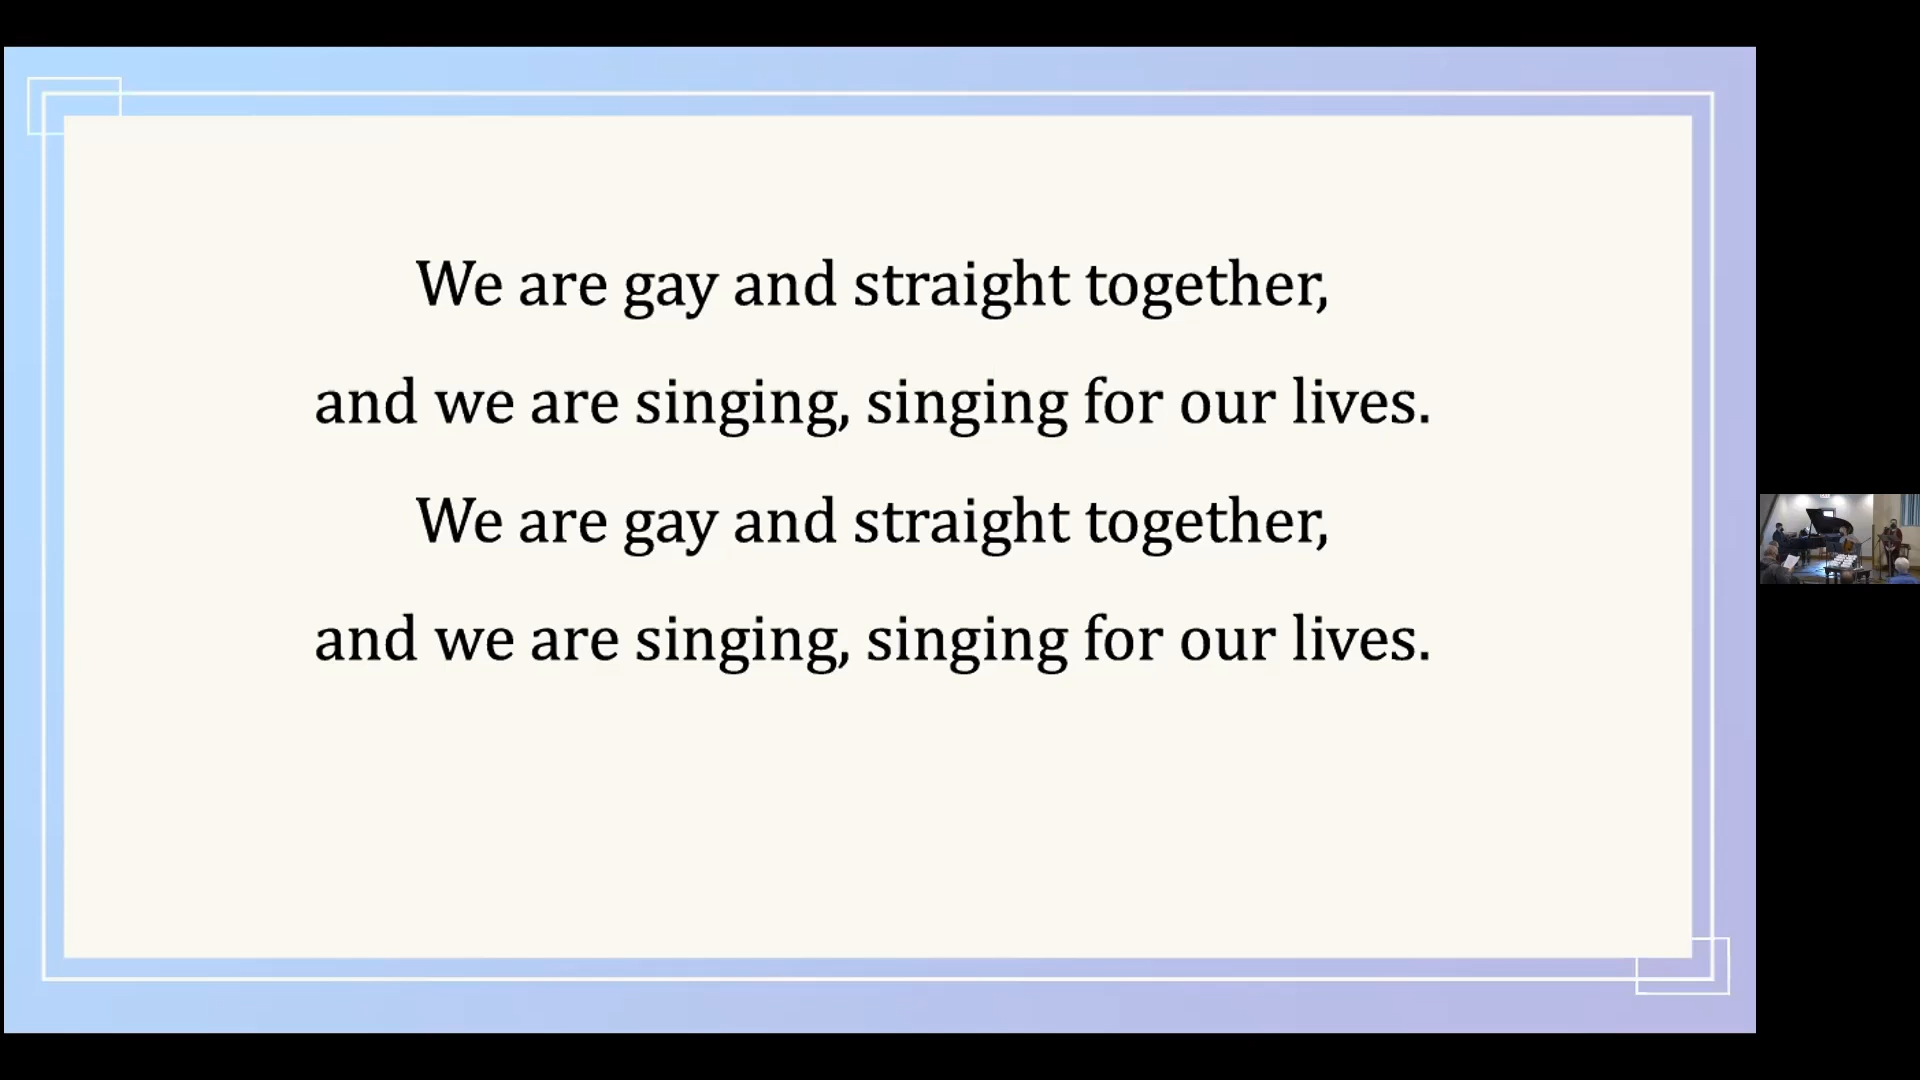 We are gay and straight together,
and we are singing, singing for our lives.
We are gay and straight together,
and we are singing, singing for our lives.